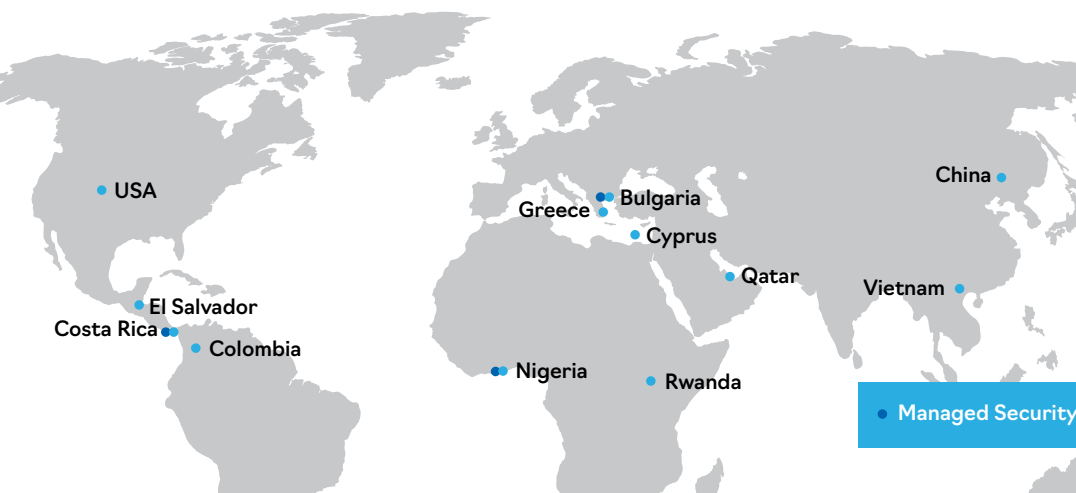 China
USA
Bulgaria
Greece
Cyprus
Qatar
Vietnam
El Salvador
Costa Rica
Colombia
Nigeria
Rwanda
Managed Security